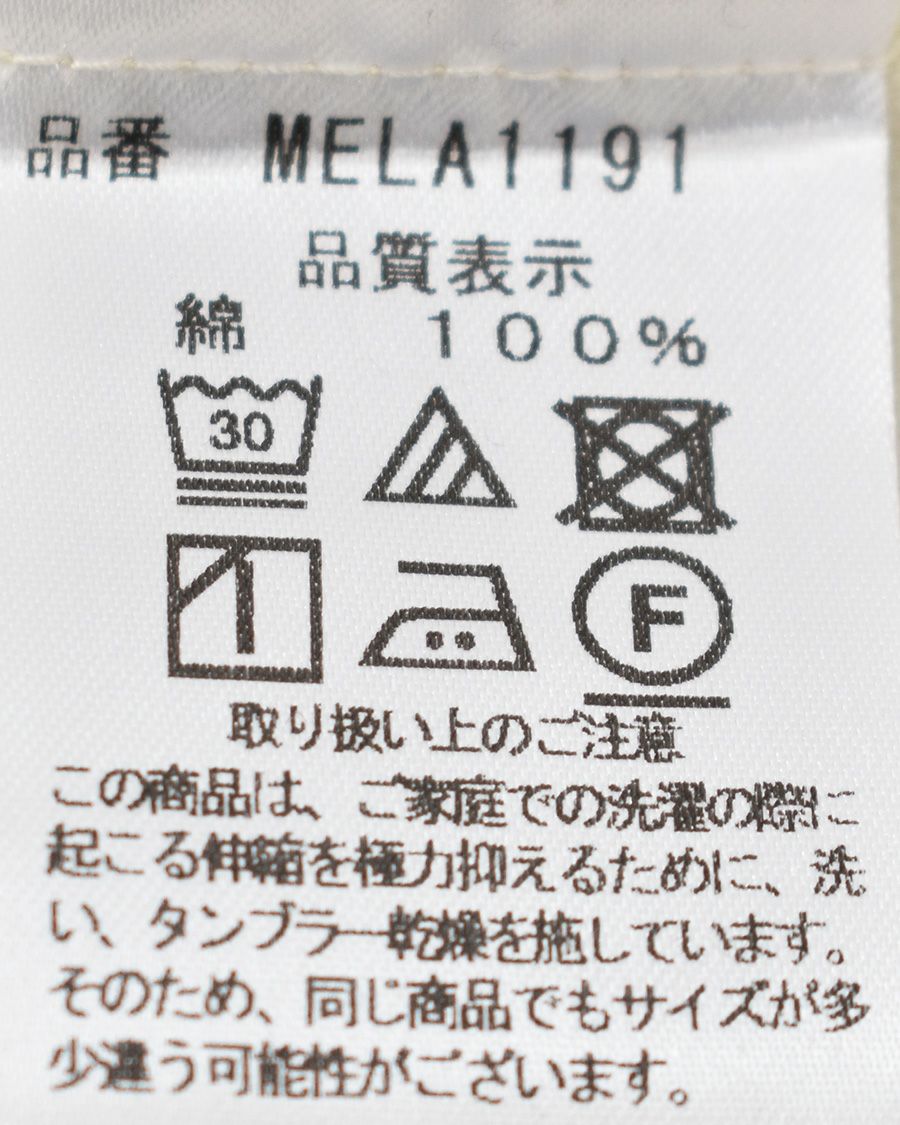 品番 MELA1191
品質表示
綿 100%
30
F
取り扱い上のご注意
この商品は、ご家庭での洗濯の際に
起こる伸縮を極力抑えるために、洗
い、タンブラー乾燥を施しています。
そのため、同じ商品でもサイズが多
少違う可能性がございます。